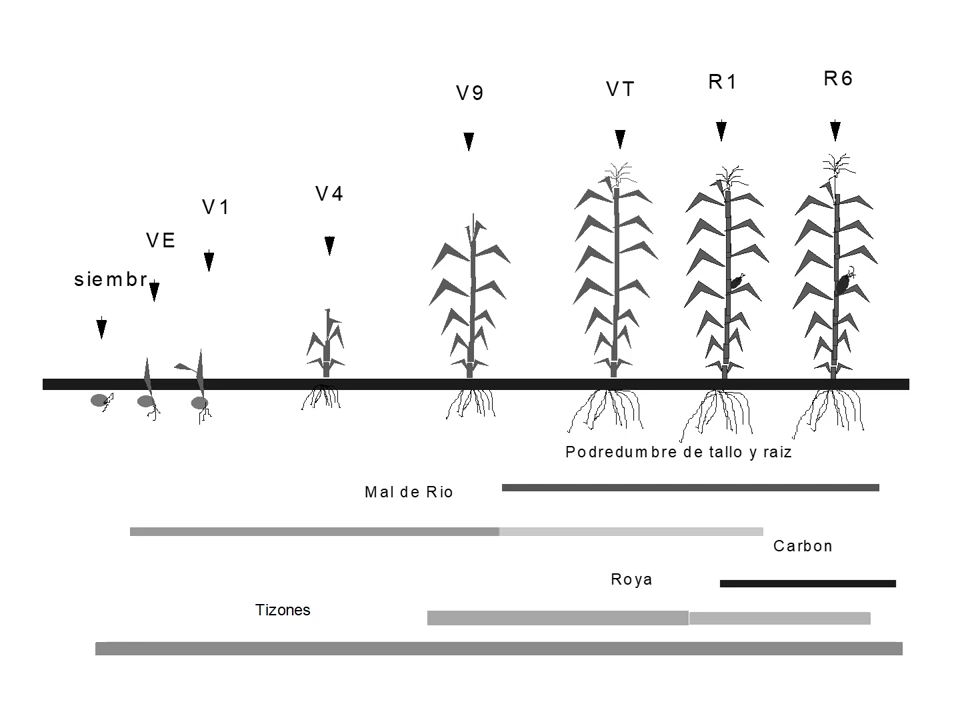 R1
R6
VT
V9
V4
V1
VE
siembr
Podredumbre de tallo y raiz
Mal de Rio
Carbon
Roya
Tizones